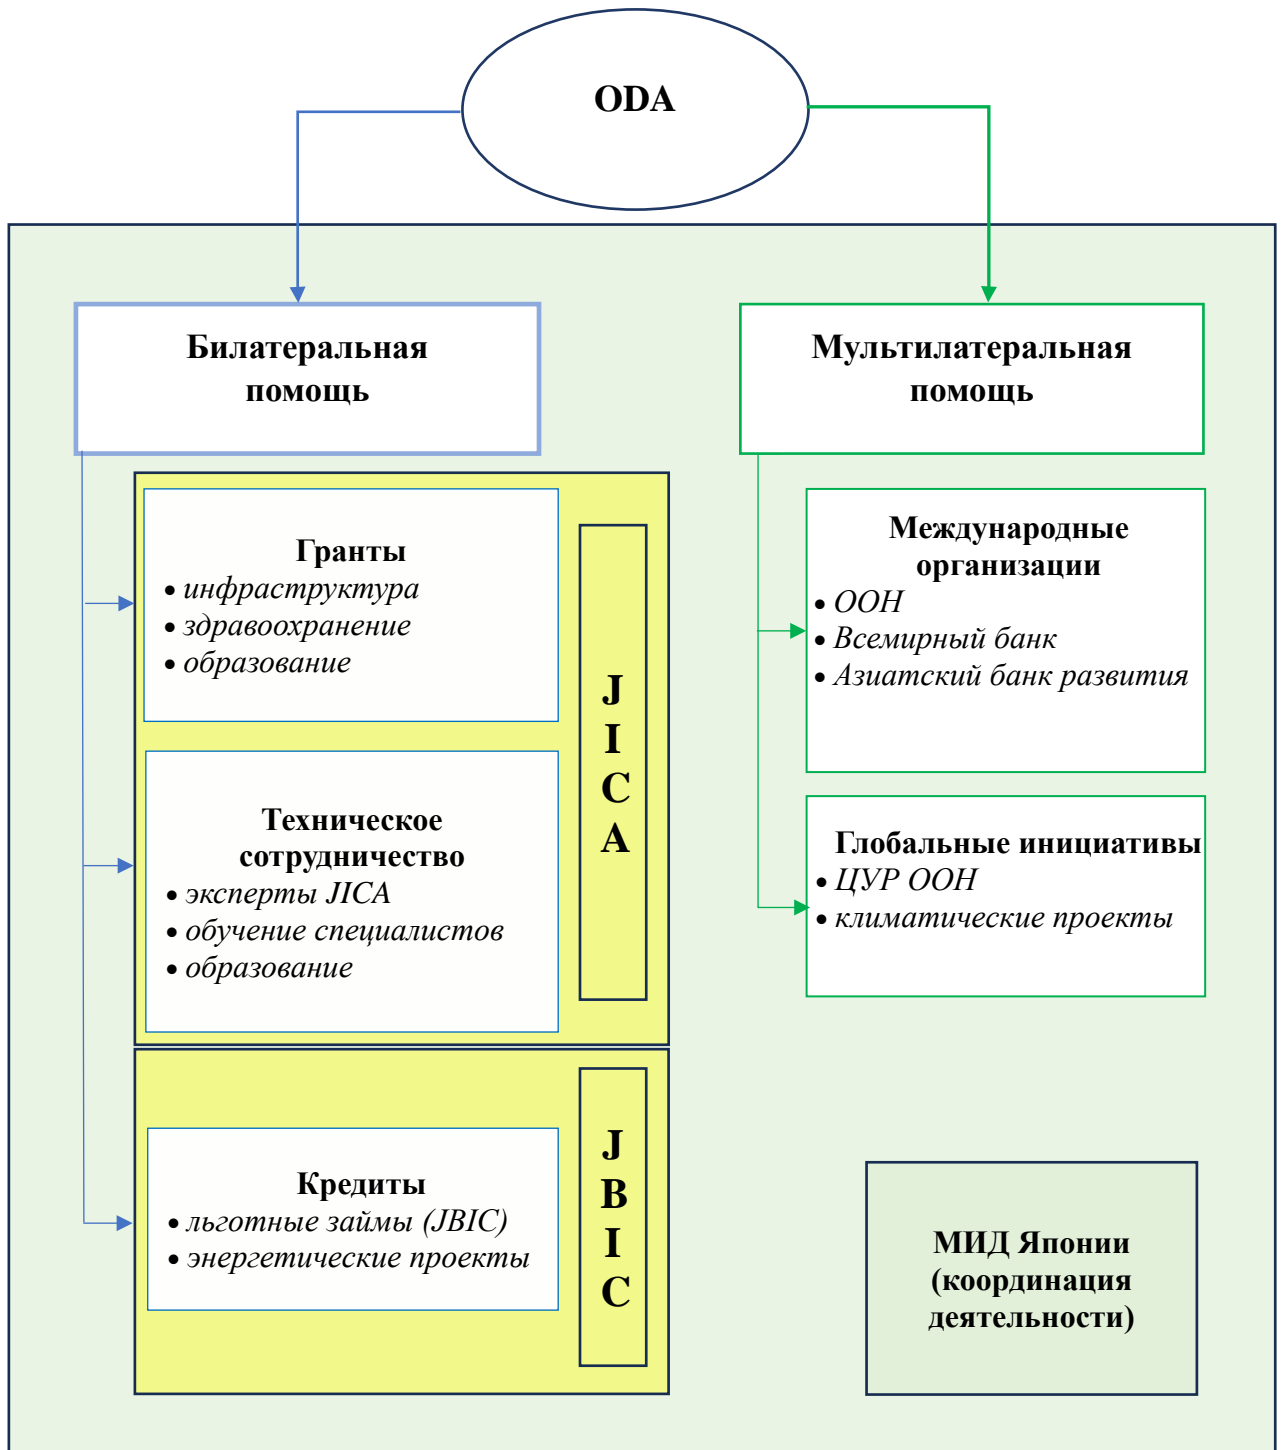 ODA
Билатеральная
помощь
Мультилатеральная
помощь
Гранты
• инфраструктура
• здравоохранение
• образование
Техническое
сотрудничество
• эксперты JICA
• обучение специалистов
• образование
J
I
C
A
Кредиты
• льготные займы (JBIC)
• энергетические проекты
J
B
I
C
Международные
организации
• ООН
• Всемирный банк
• Азиатский банк развития
Глобальные инициативы
• ЦУР ООН
• климатические проекты
МИД Японии
(координация
деятельности)